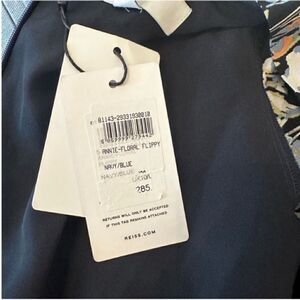 81143-29331930010
ANNIE-FLORAL FLIPPY
NAVY/BLUE
NAVY/BLUE
285.
RETURNS WILL ONLY BE ACCEPTED
IF THIS TAG REMAINS ATTACHED
REISS.COM